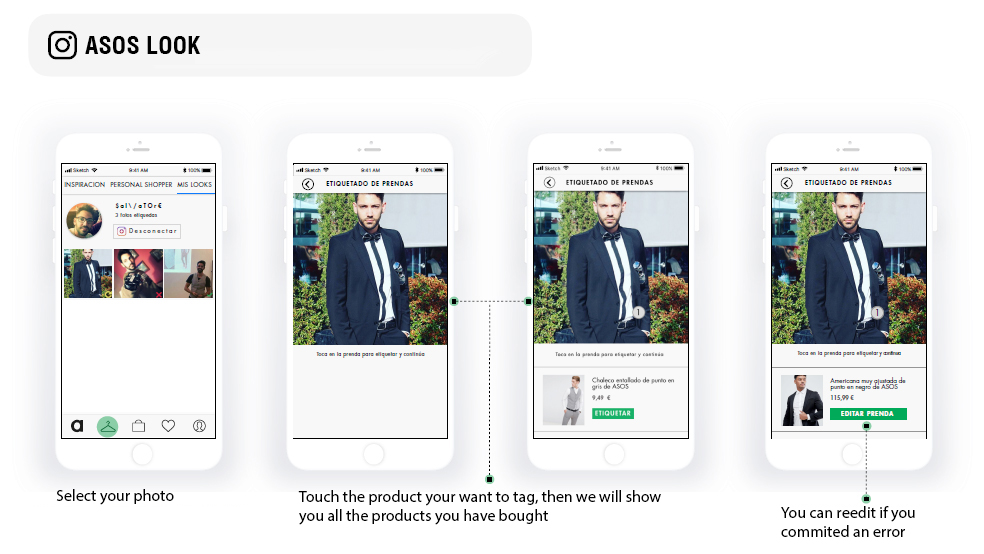 ASOS LOOK
Sketch 9:41 AM 100%
INSPIRACION PERSONAL SHOPPER MIS LOOKS
Sal\/aTOr€
3 fotos etiquedas
Desconectar
Select your photo
Sketch 9:41 AM 100%
ETIQUETADO DE PRENDAS
Toca en la prenda para etiquetar y continúa
Sketch 9:41 AM 100%
ETIQUETADO DE PRENDAS
1
Toca en la prenda para etiquetar y continúa
Chaleco entallado de punto en
gris de ASOS
9,49 €
ETIQUETAR
Touch the product your want to tag, then we will show
you all the products you have bought
Sketch 9:41 AM 100%
ETIQUETADO DE PRENDAS
1
Toca en la prenda para etiquetar y continua
Americana muy ajustada de
punto en negro de ASOS
115,99 €
EDITAR PRENDA
You can reedit if you
commited an error